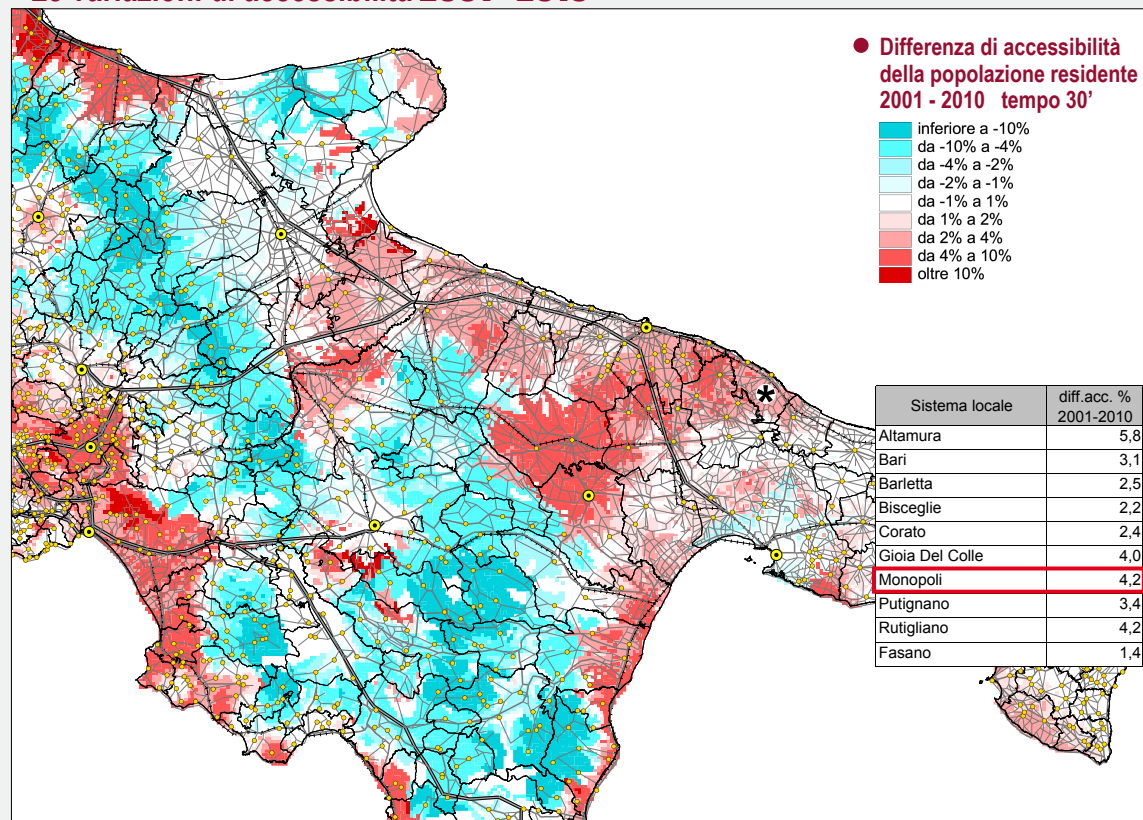 ● Differenza di accessibilità
della popolazione residente
2001 - 2010 tempo 30'
inferiore a -10%
da -10% a -4%
da -4% a -2%
da -2% a -1%
da -1% a 1%
da 1% a 2%
da 2% a 4%
da 4% a 10%
oltre 10%
*
Sistema locale diff.acc. % 2001-2010
Altamura 5,8
Bari 3,1
Barletta 2,5
Bisceglie 2,2
Corato 2,4
Gioia Del Colle 4,0
Monopoli 4,2
Putignano 3,4
Rutigliano 4,2
Fasano 1,4